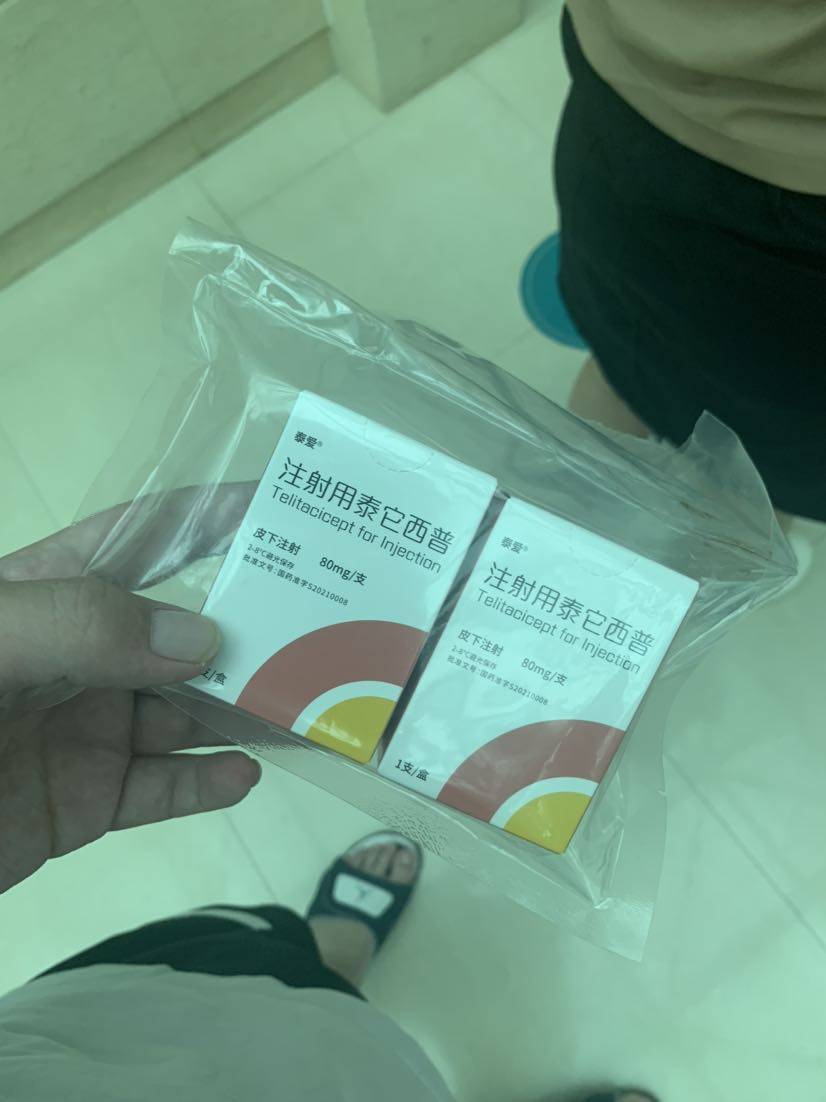 泰爱®
注射用泰它西普
Telitacicept for Injection
皮下注射 80mg/支
2-8℃避光保存
批准文号:国药准字S20210008
支/盒
泰爱®
注射用泰它西普
Telitacicept for Injection
皮下注射 80mg/支
2-8℃避光保存
批准文号:国药准字S20210008
1支/盒